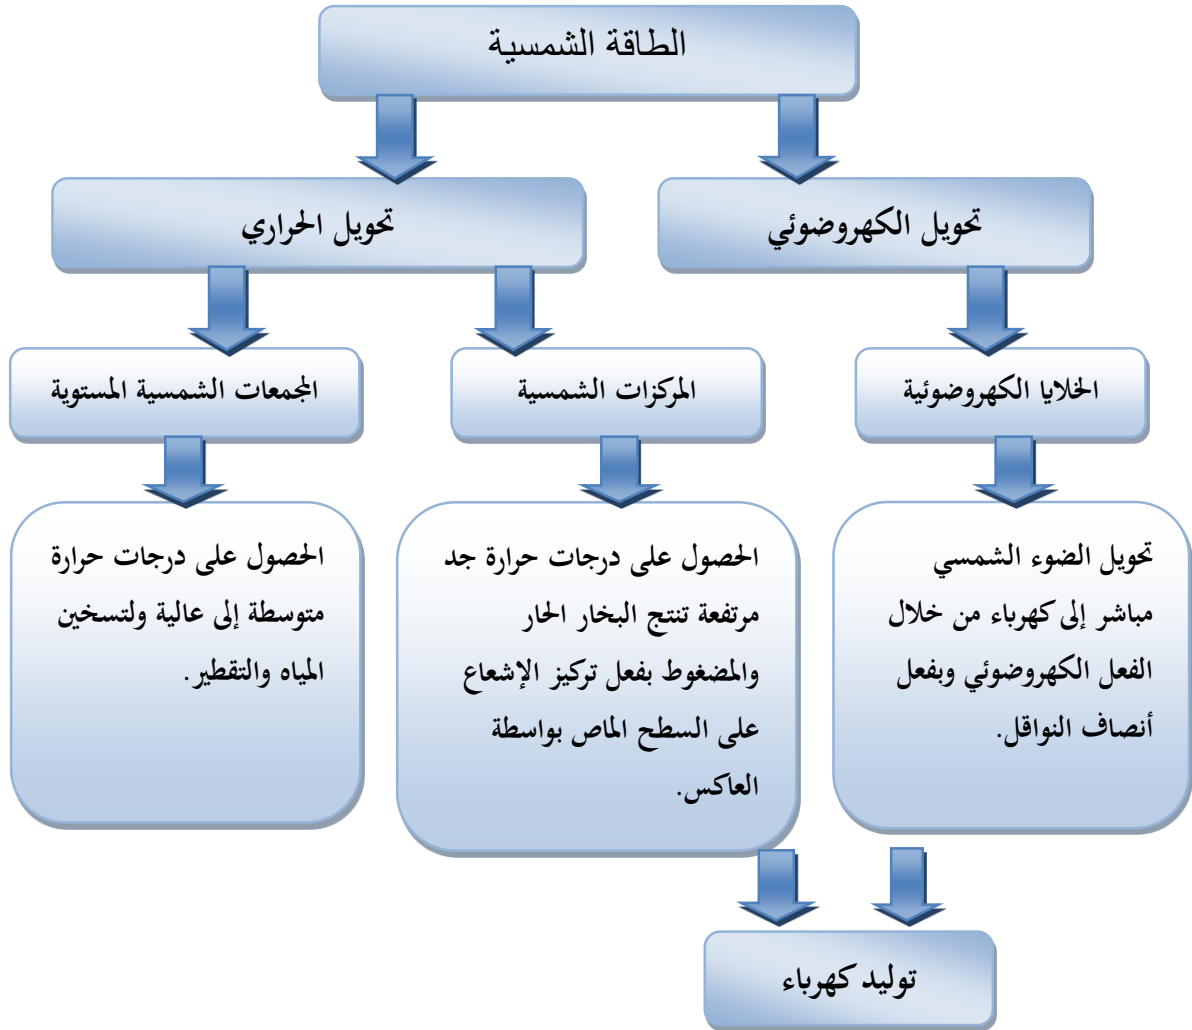 الطاقة الشمسية
تحويل الكهروضوئي
تحويل الحراري
الخلايا الكهروضوئية
المركزات الشمسية
المجمعات الشمسية المستوية
تحويل الضوء الشمسي
مباشر إلى كهرباء من خلال
الفعل الكهروضوئي وبفعل
أنصاف النواقل.
الحصول على درجات حرارة جد
مرتفعة تنتج البخار الحار
والمضغوط بفعل تركيز الإشعاع
على السطح الماص بواسطة
العاكس.
الحصول على درجات حرارة
متوسطة إلى عالية ولتسخين
المياه والتقطير.
توليد كهرباء